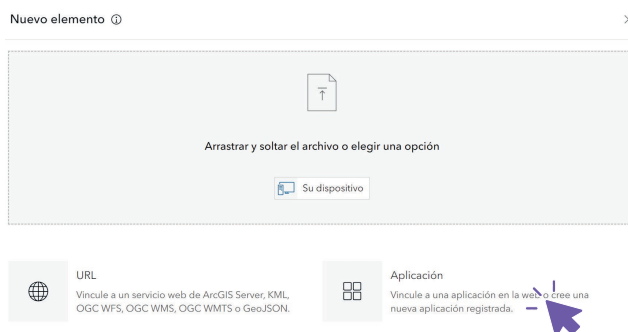 Nuevo elemento
Arrastrar y soltar el archivo o elegir una opción
Su dispositivo
URL
Vincule a un servicio web de ArcGIS Server, KML,
OGC WFS, OGC WMS, OGC WMTS o GeoJSON.
Aplicación
Vincule a una aplicación en la web o cree una
nueva aplicación registrada.